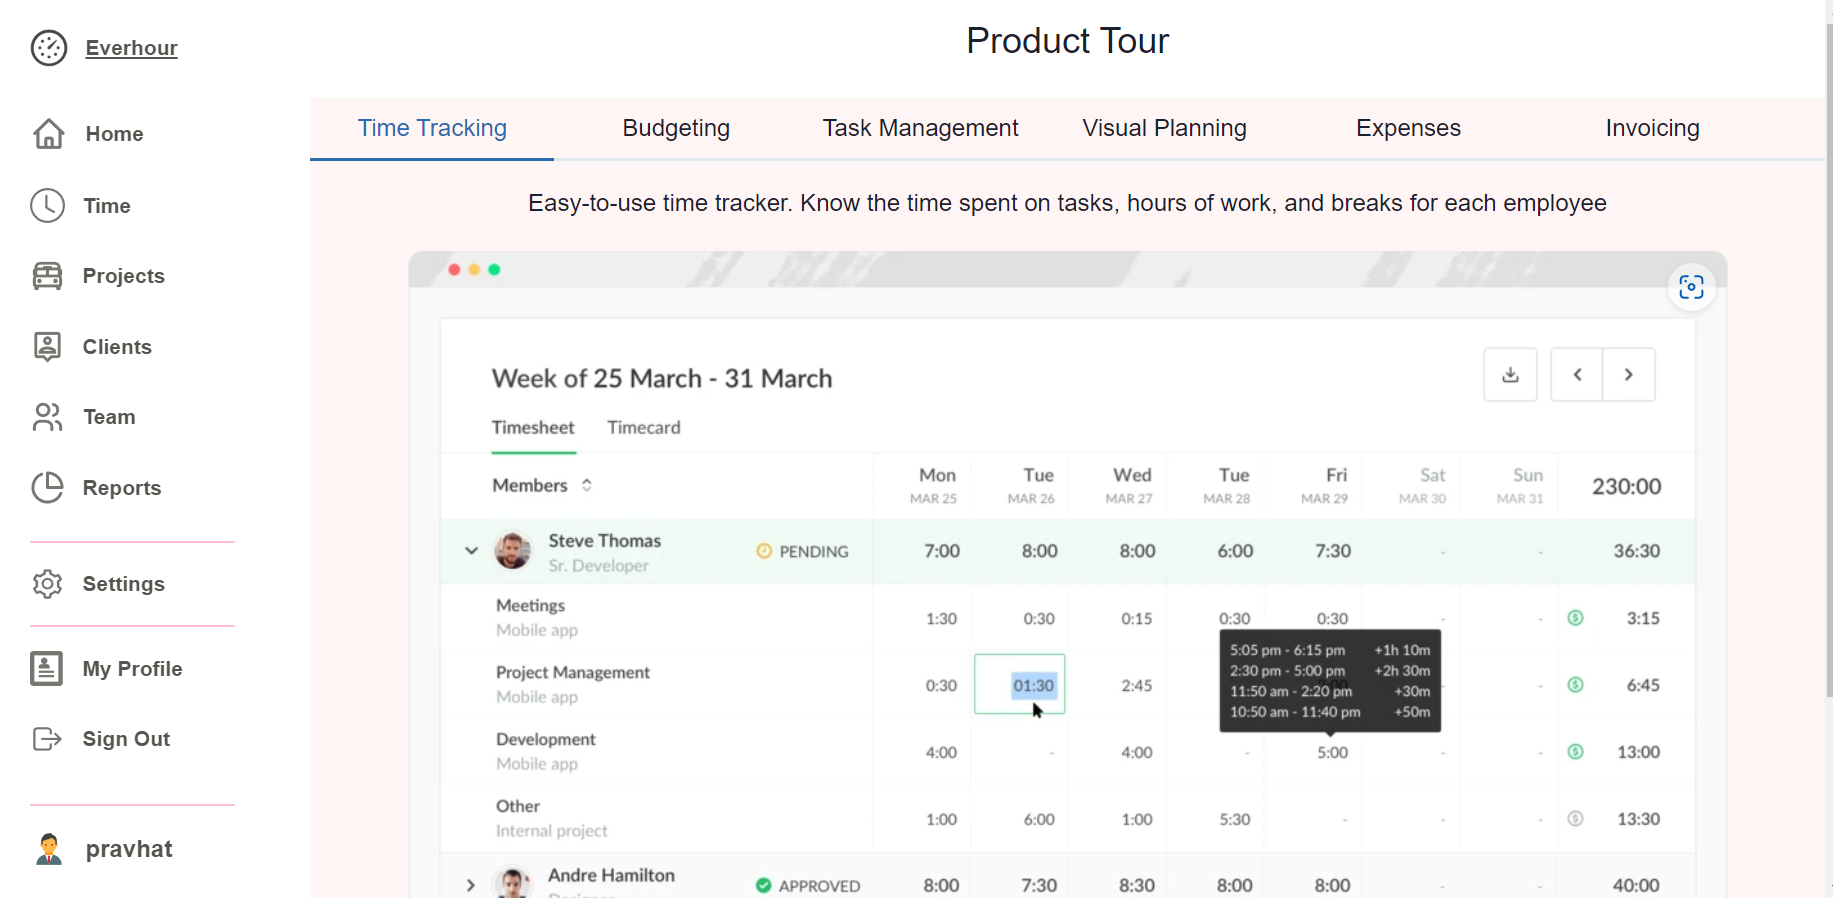 Everhour
Home
Time
Projects
Clients
Team
Reports
Settings
My Profile
Sign Out
pravhat
Product Tour
Time Tracking Budgeting Task Management Visual Planning Expenses Invoicing
Easy-to-use time tracker. Know the time spent on tasks, hours of work, and breaks for each employee
Week of 25 March - 31 March
Timesheet Timecard
Members Mon Tue Wed Tue Fri Sat Sun 230:00
MAR 25 MAR 26 MAR 27 MAR 28 MAR 29 MAR 30 MAR 31
Steve Thomas PENDING 7:00 8:00 8:00 6:00 7:30 - - 36:30
Sr. Developer
Meetings 1:30 0:30 0:15 0:30 0:30 - - 3:15
Mobile app
Project Management 0:30 01:30 2:45 - - 6:45
Mobile app
5:05 pm - 6:15 pm +1h 10m
2:30 pm - 5:00 pm +2h 30m
11:50 am - 2:20 pm +30m
10:50 am - 11:40 pm +50m
Development 4:00 - 4:00 - 5:00 - - 13:00
Mobile app
Other 1:00 6:00 1:00 5:30 - - - 13:30
Internal project
Andre Hamilton APPROVED 8:00 7:30 8:30 8:00 8:00 - - 40:00